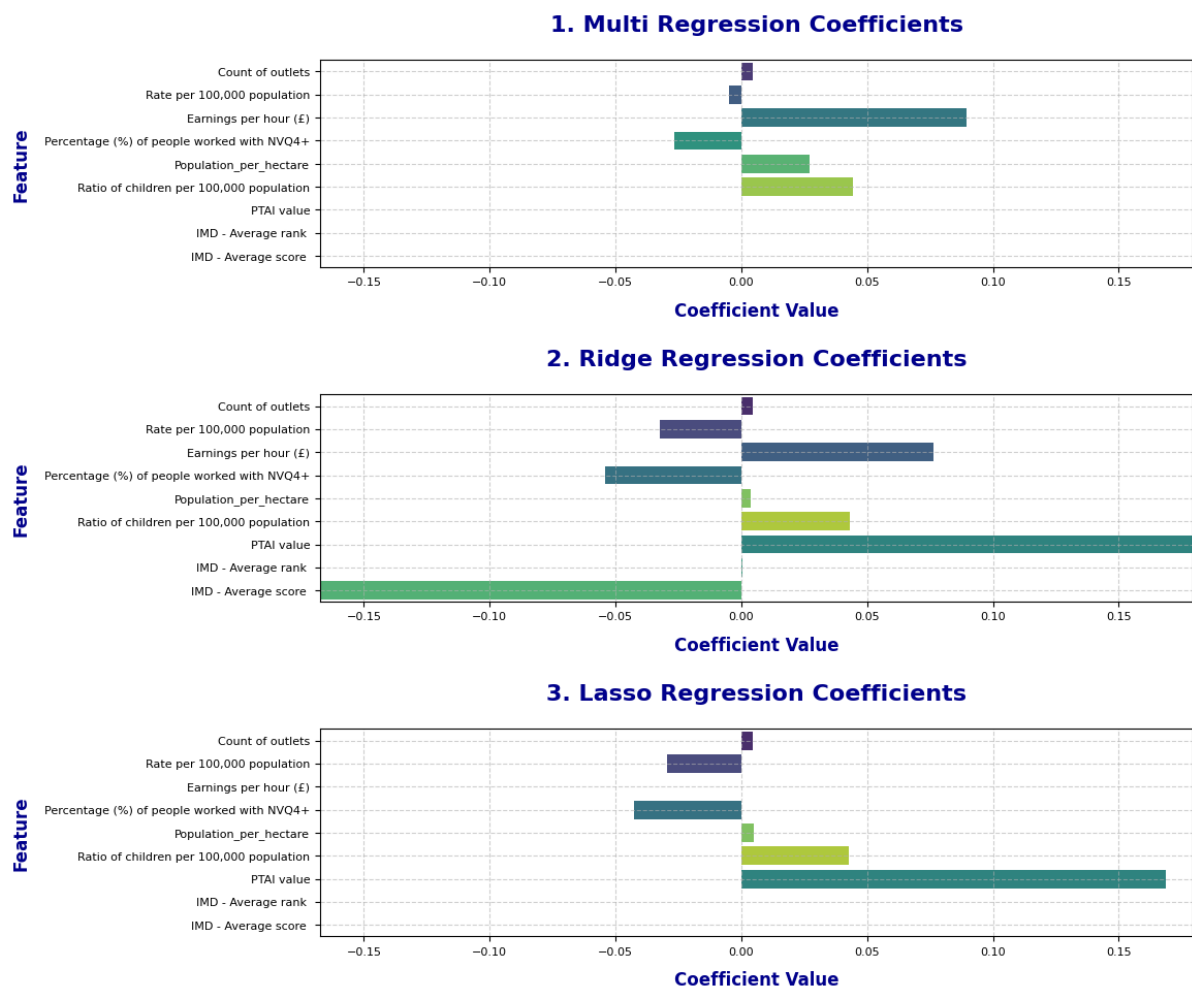 1. Multi Regression Coefficients
Feature
Count of outlets
Rate per 100,000 population
Earnings per hour (£)
Percentage (%) of people worked with NVQ4+
Population_per_hectare
Ratio of children per 100,000 population
PTAI value
IMD - Average rank
IMD - Average score
−0.15 −0.10 −0.05 0.00 0.05 0.10 0.15
Coefficient Value
2. Ridge Regression Coefficients
Feature
Count of outlets
Rate per 100,000 population
Earnings per hour (£)
Percentage (%) of people worked with NVQ4+
Population_per_hectare
Ratio of children per 100,000 population
PTAI value
IMD - Average rank
IMD - Average score
−0.15 −0.10 −0.05 0.00 0.05 0.10 0.15
Coefficient Value
3. Lasso Regression Coefficients
Feature
Count of outlets
Rate per 100,000 population
Earnings per hour (£)
Percentage (%) of people worked with NVQ4+
Population_per_hectare
Ratio of children per 100,000 population
PTAI value
IMD - Average rank
IMD - Average score
−0.15 −0.10 −0.05 0.00 0.05 0.10 0.15
Coefficient Value